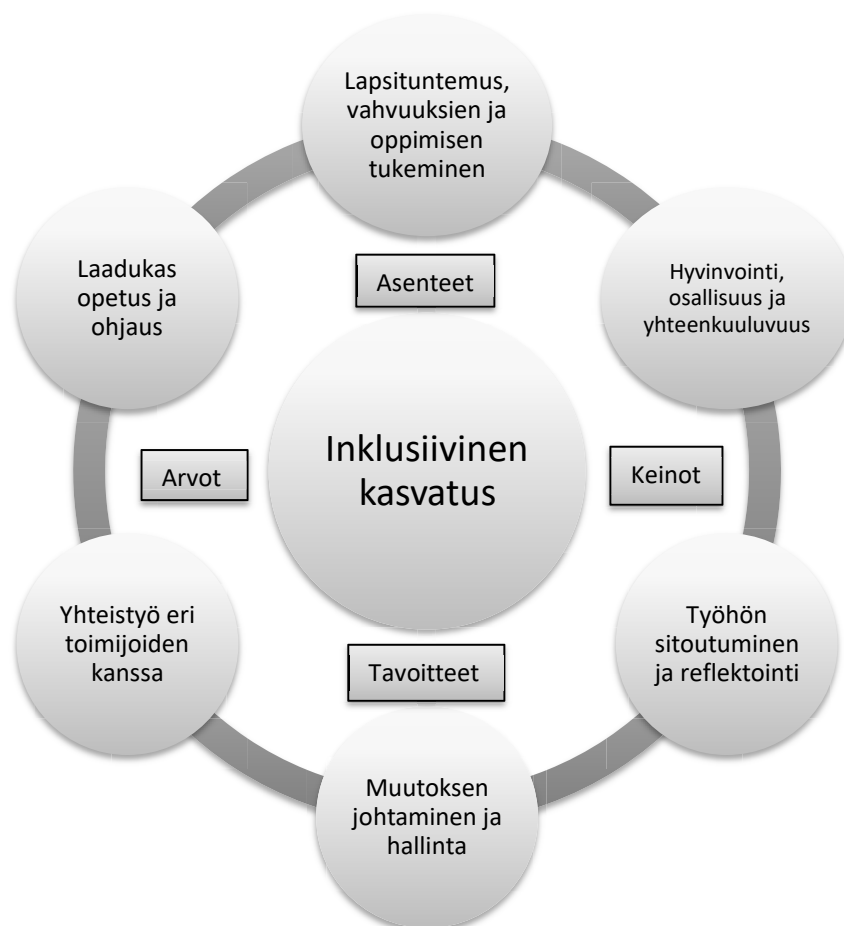 Lapsituntemus,
vahvuuksien ja
oppimisen
tukeminen
Laadukas
opetus ja
ohjaus
Asenteet
Hyvinvointi,
osallisuus ja
yhteenkuuluvuus
Inklusiivinen
kasvatus
Arvot
Keinot
Yhteistyö eri
toimijoiden
kanssa
Tavoitteet
Työhön
sitoutuminen
ja reflektointi
Muutoksen
johtaminen ja
hallinta